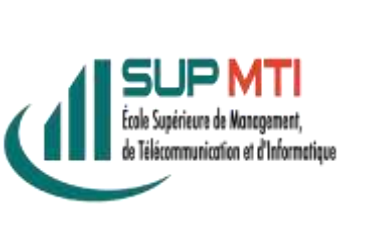 SUP MTI
École Supérieure de Management,
de Télécommunication et d'Informatique